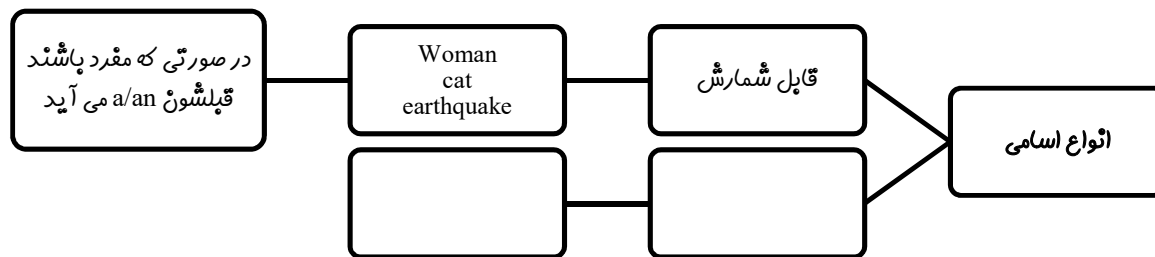 انواع اسامی
قابل شمارش
Woman
cat
earthquake
در صورتی که مفرد باشند
قبلشون a/an می آید